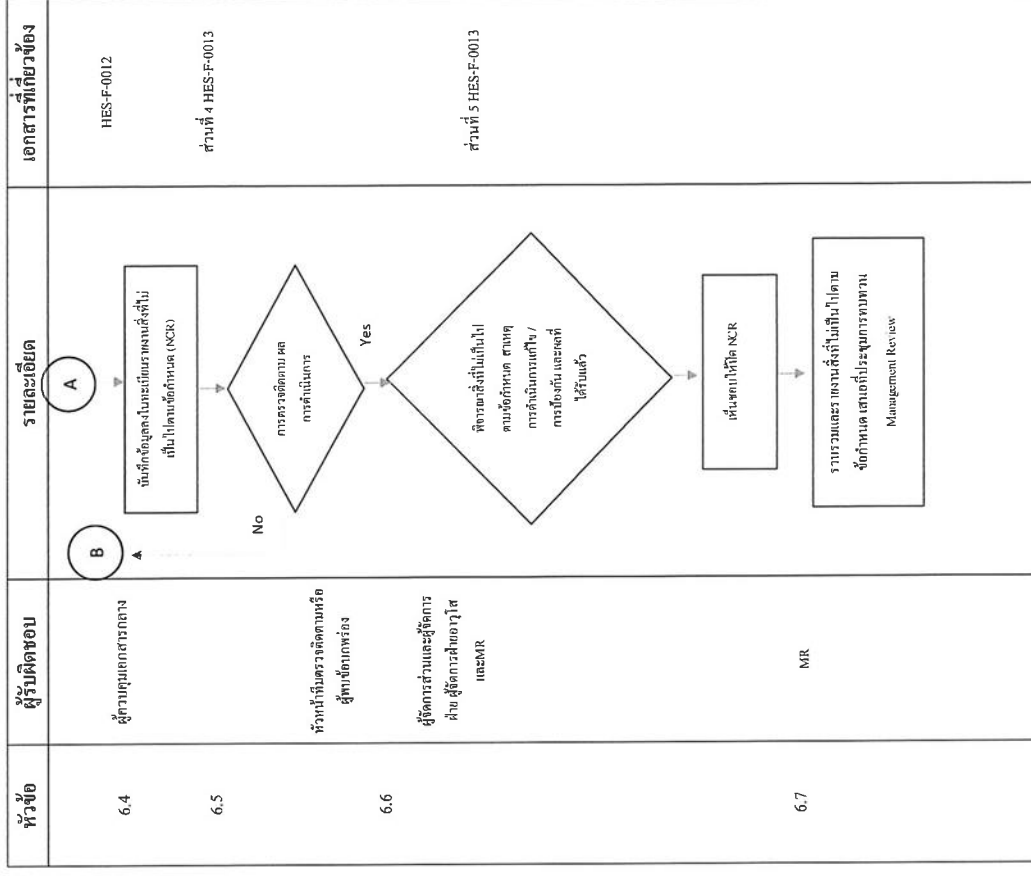 หัวข้อ ผู้รับผิดชอบ รายละเอียด เอกสารที่เกี่ยวข้อง
A
B
6.4
ผู้ควบคุมเอกสารกลาง
บันทึกข้อมูลลงในทะเบียนรายงานสิ่งที่ไม่
เป็นไปตามข้อกำหนด (NCR)
HES-F-0012
6.5
หัวหน้าทีมตรวจติดตามหรือ
ผู้พบข้อบกพร่อง
การตรวจติดตาม ผล
การดำเนินการ
No
Yes
ส่วนที่ 4 HES-F-0013
6.6
ผู้จัดการส่วนและผู้จัดการ
ฝ่าย ผู้จัดการฝ่ายอาวุโส
และMR
พิจารณาสิ่งที่ไม่เป็นไป
ตามข้อกำหนด สาเหตุ
การดำเนินการแก้ไข /
การป้องกัน และผลที่
ได้รับแล้ว
ส่วนที่ 5 HES-F-0013
เห็นชอบให้ปิด NCR
6.7
MR
รวบรวมและรายงานสิ่งที่ไม่เป็นไปตาม
ข้อกำหนด เสนอที่ประชุมการทบทวน
Management Review